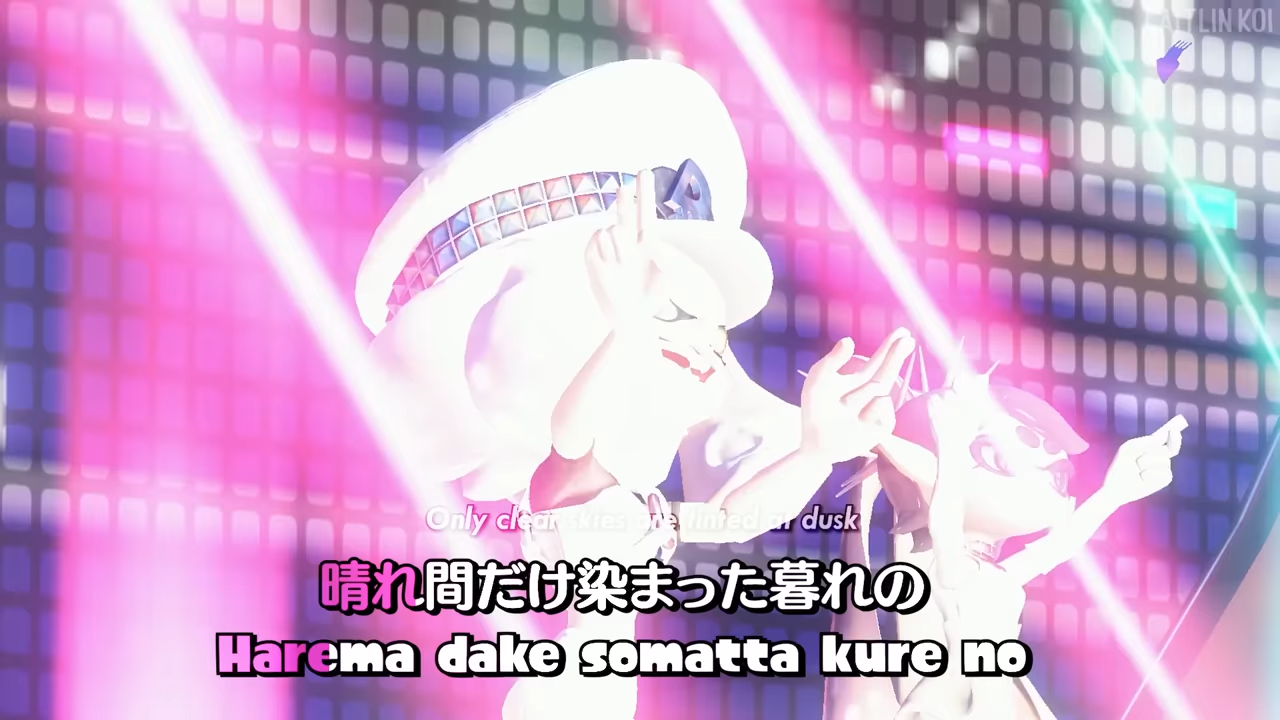 CAITLIN KOI
Only clear skies are tinted at dusk
晴れ間だけ染まった暮れの
Harema dake somatta kure no